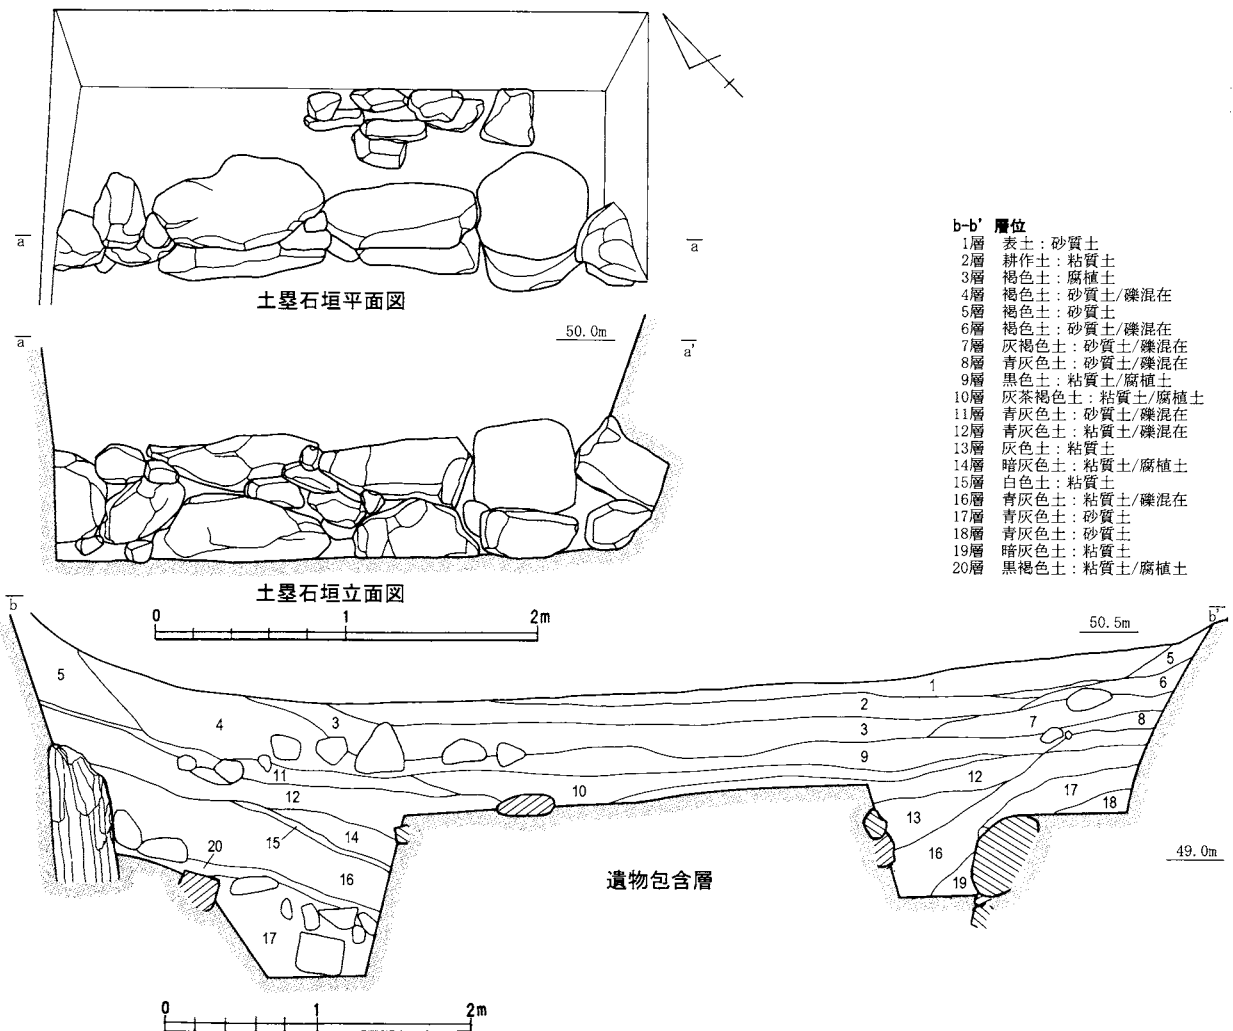 a
a
土塁石垣平面図
a
50.0m
a'
土塁石垣立面図
0 1 2m
b-b' 層位
1層 表土：砂質土
2層 耕作土：粘質土
3層 褐色土：腐植土
4層 褐色土：砂質土/礫混在
5層 褐色土：砂質土
6層 褐色土：砂質土/礫混在
7層 灰褐色土：砂質土/礫混在
8層 青灰色土：砂質土/礫混在
9層 黒色土：粘質土/腐植土
10層 灰茶褐色土：粘質土/腐植土
11層 青灰色土：砂質土/礫混在
12層 青灰色土：粘質土/礫混在
13層 灰色土：粘質土
14層 暗灰色土：粘質土/腐植土
15層 白色土：粘質土
16層 青灰色土：粘質土/礫混在
17層 青灰色土：砂質土
18層 青灰色土：砂質土
19層 暗灰色土：粘質土
20層 黒褐色土：粘質土/腐植土
b
50.5m
b'
5
4
3
1
2
3
5
6
7
8
9
11
12
10
12
17
18
13
15
14
16
20
17
16
19
49.0m
遺物包含層
0 1 2m